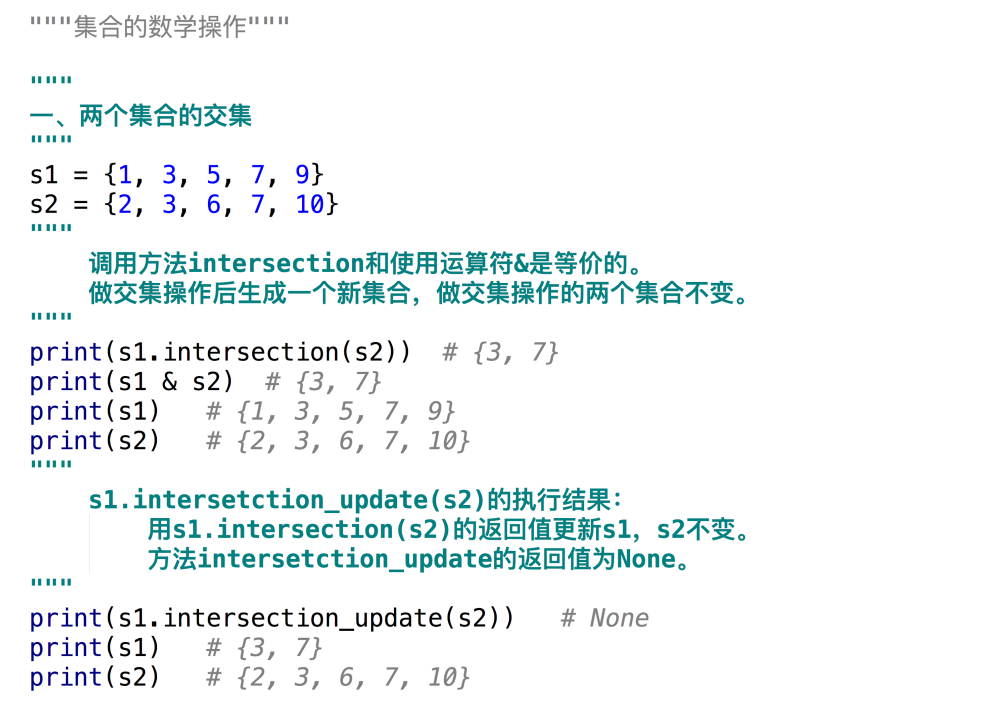 """集合的数学操作"""
"""
一、两个集合的交集
"""
s1 = {1, 3, 5, 7, 9}
s2 = {2, 3, 6, 7, 10}
"""
    调用方法intersection和使用运算符&是等价的。
    做交集操作后生成一个新集合，做交集操作的两个集合不变。
"""
print(s1.intersection(s2))  # {3, 7}
print(s1 & s2)  # {3, 7}
print(s1)   # {1, 3, 5, 7, 9}
print(s2)   # {2, 3, 6, 7, 10}
"""
    s1.intersetction_update(s2)的执行结果：
        用s1.intersection(s2)的返回值更新s1，s2不变。
        方法intersetction_update的返回值为None。
"""
print(s1.intersection_update(s2))   # None
print(s1)   # {3, 7}
print(s2)   # {2, 3, 6, 7, 10}